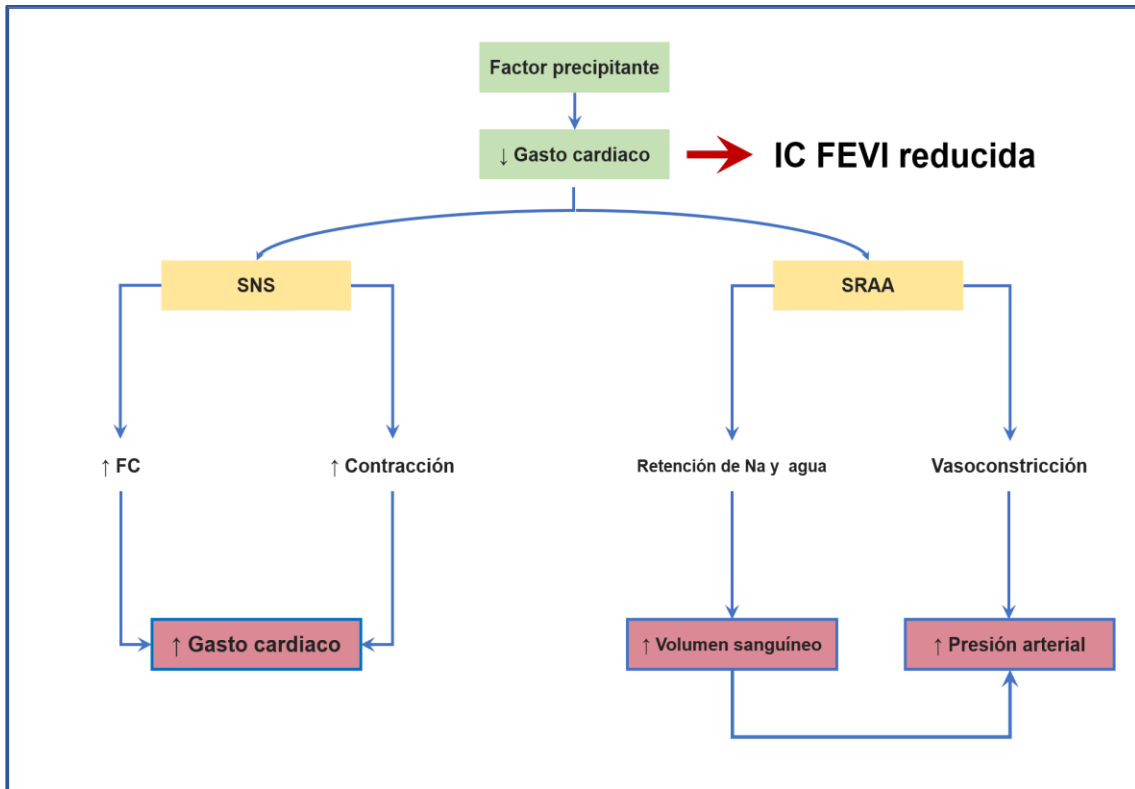 Factor precipitante
↓ Gasto cardiaco
IC FEVI reducida
SNS
SRAA
↑ FC
↑ Contracción
Retención de Na y agua
Vasoconstricción
↑ Gasto cardiaco
↑ Volumen sanguíneo
↑ Presión arterial